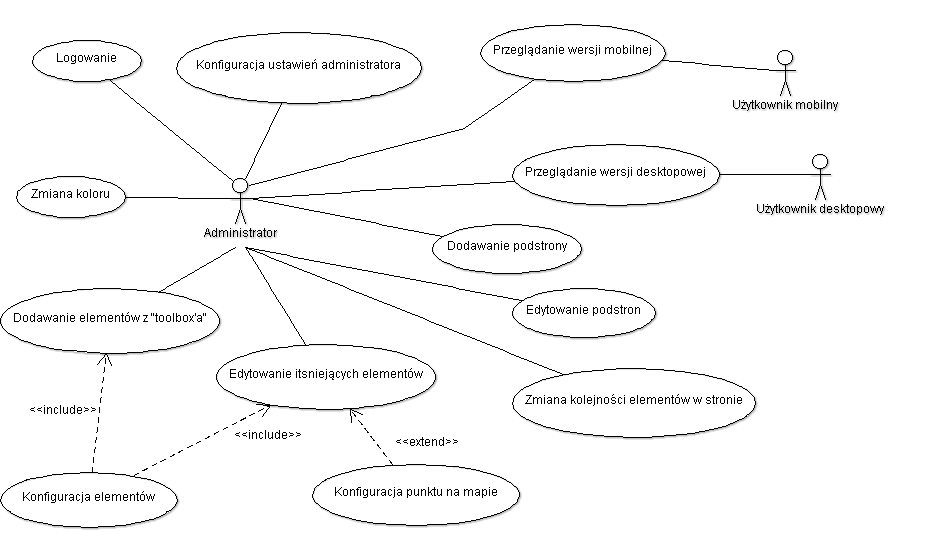 Logowanie
Konfiguracja ustawień administratora
Przeglądanie wersji mobilnej
Użytkownik mobilny
Zmiana koloru
Przeglądanie wersji desktopowej
Użytkownik desktopowy
Administrator
Dodawanie podstrony
Dodawanie elementów z "toolbox'a"
Edytowanie podstron
Edytowanie itsniejących elementów
Zmiana kolejności elementów w stronie
<<include>>
<<include>>
<<extend>>
Konfiguracja elementów
Konfiguracja punktu na mapie